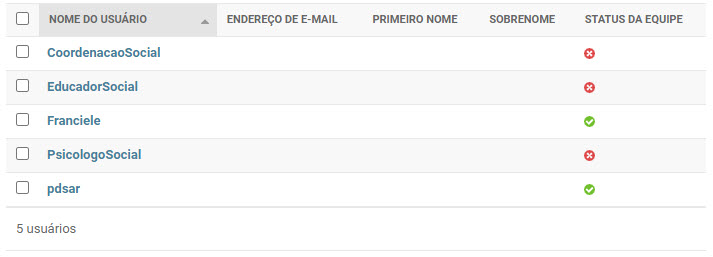 NOME DO USUÁRIO ENDEREÇO DE E-MAIL PRIMEIRO NOME SOBRENOME STATUS DA EQUIPE
CoordenacaoSocial
EducadorSocial
Franciele
PsicologoSocial
pdsar
5 usuários